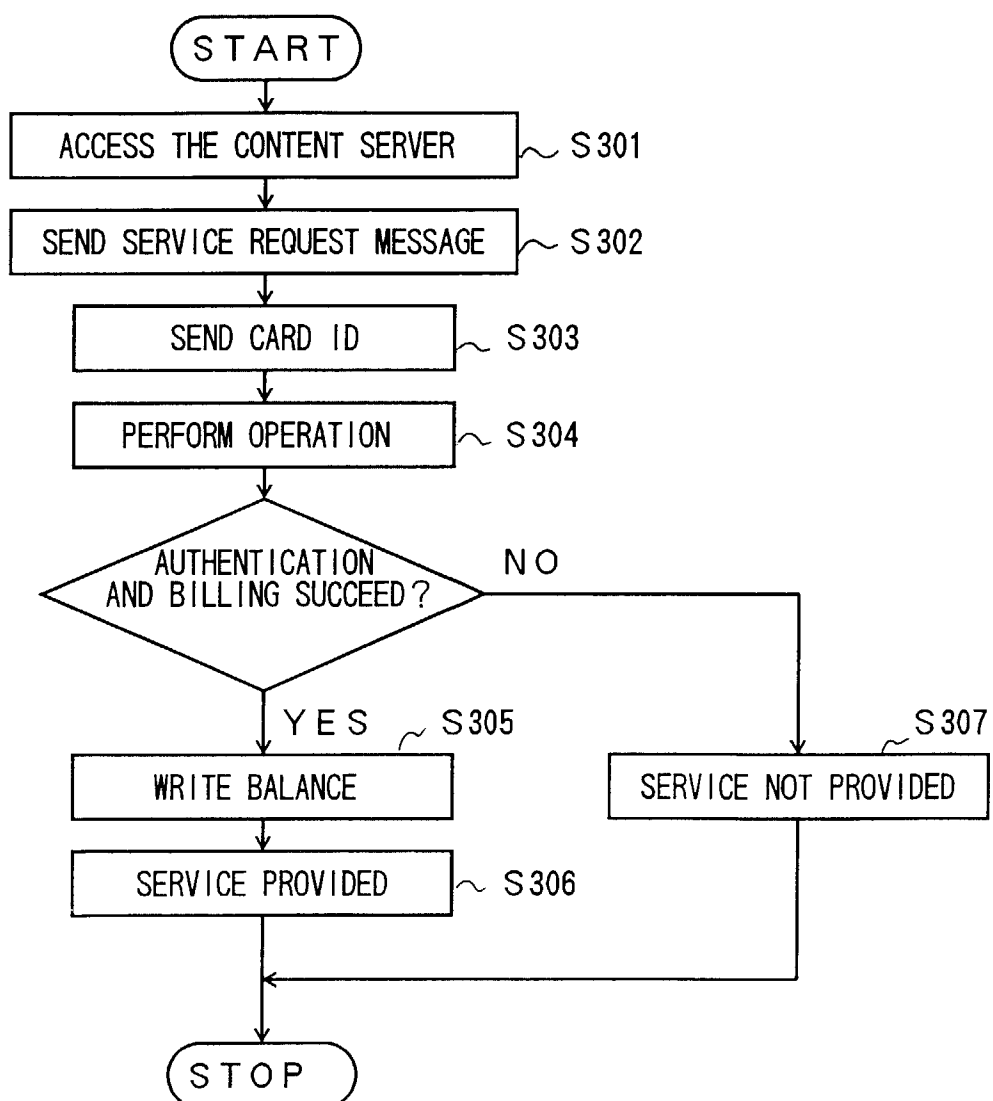 START
ACCESS THE CONTENT SERVER
S301
SEND SERVICE REQUEST MESSAGE
S302
SEND CARD ID
S303
PERFORM OPERATION
S304
AUTHENTICATION
AND BILLING SUCCEED?
NO
YES
S305
S307
WRITE BALANCE
SERVICE NOT PROVIDED
SERVICE PROVIDED
S306
STOP